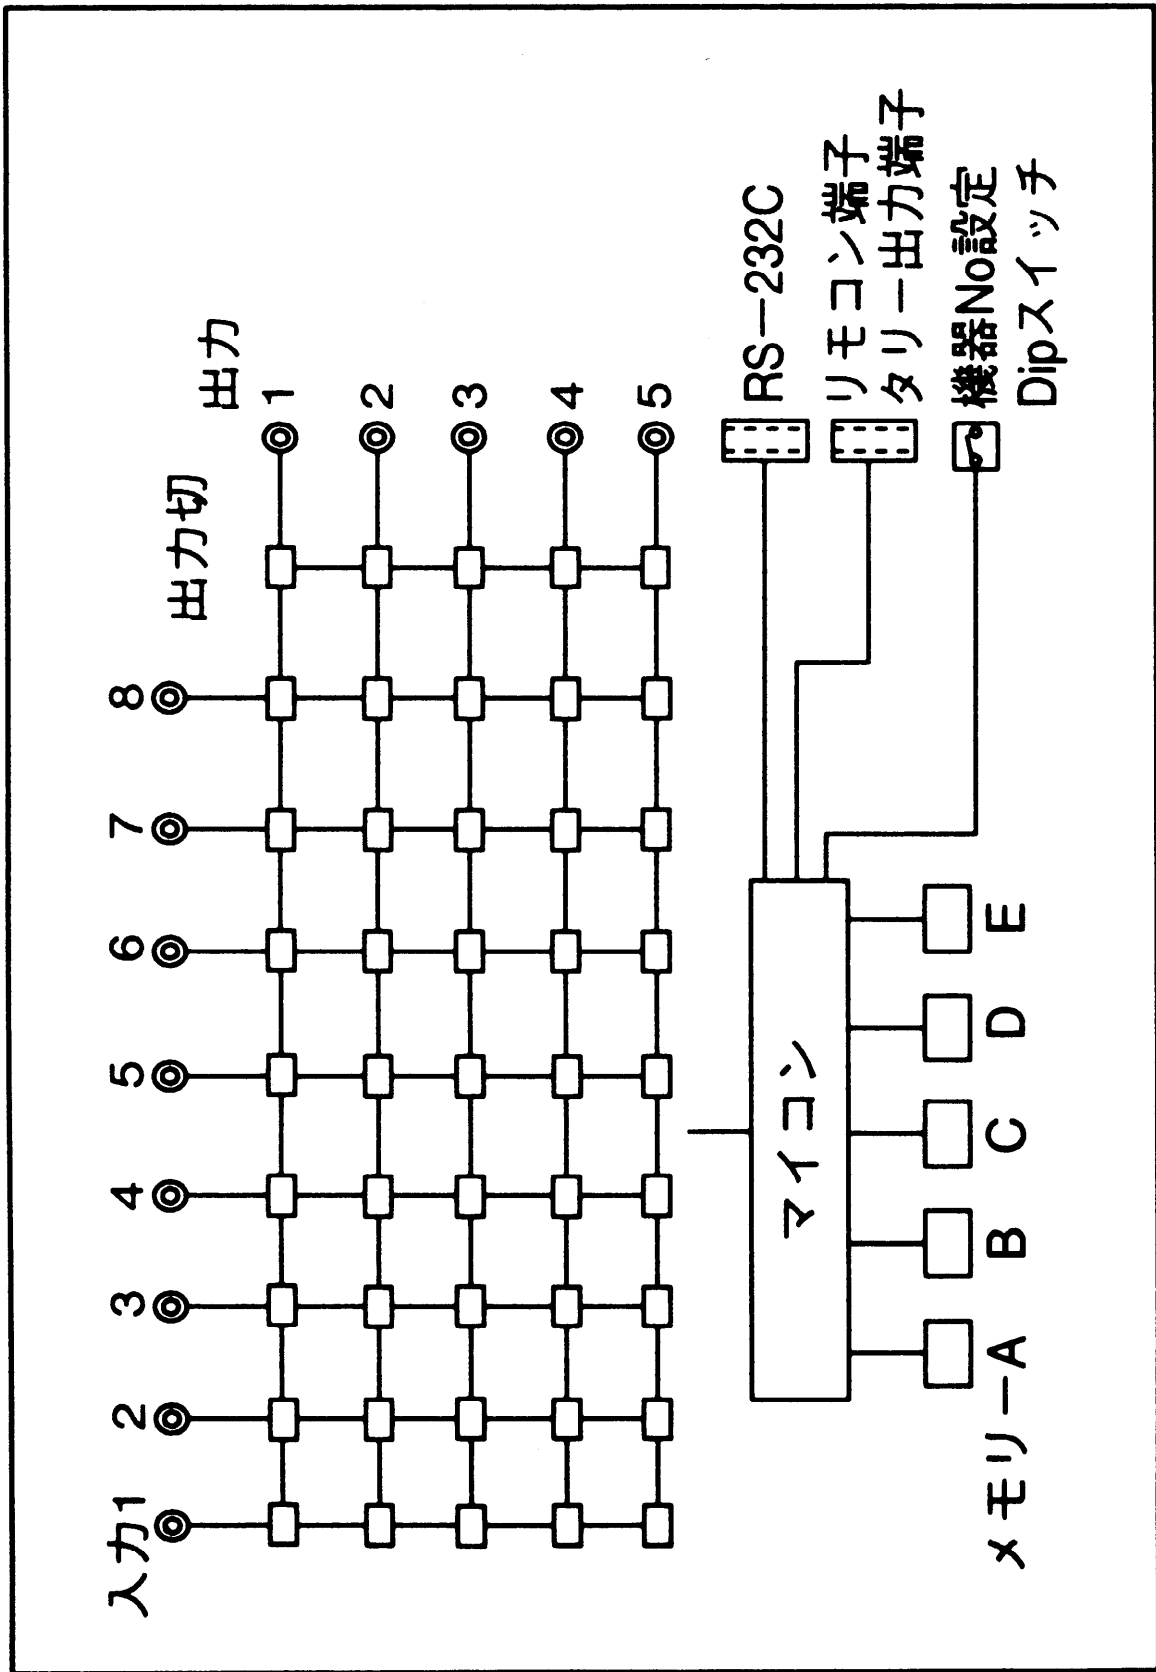 入力1 2 3 4 5 6 7 8
出力切
出力
1
2
3
4
5
RS−232C
リモコン端子
タリー出力端子
機器No設定
Dipスイッチ
マイコン
メモリーA B C D E